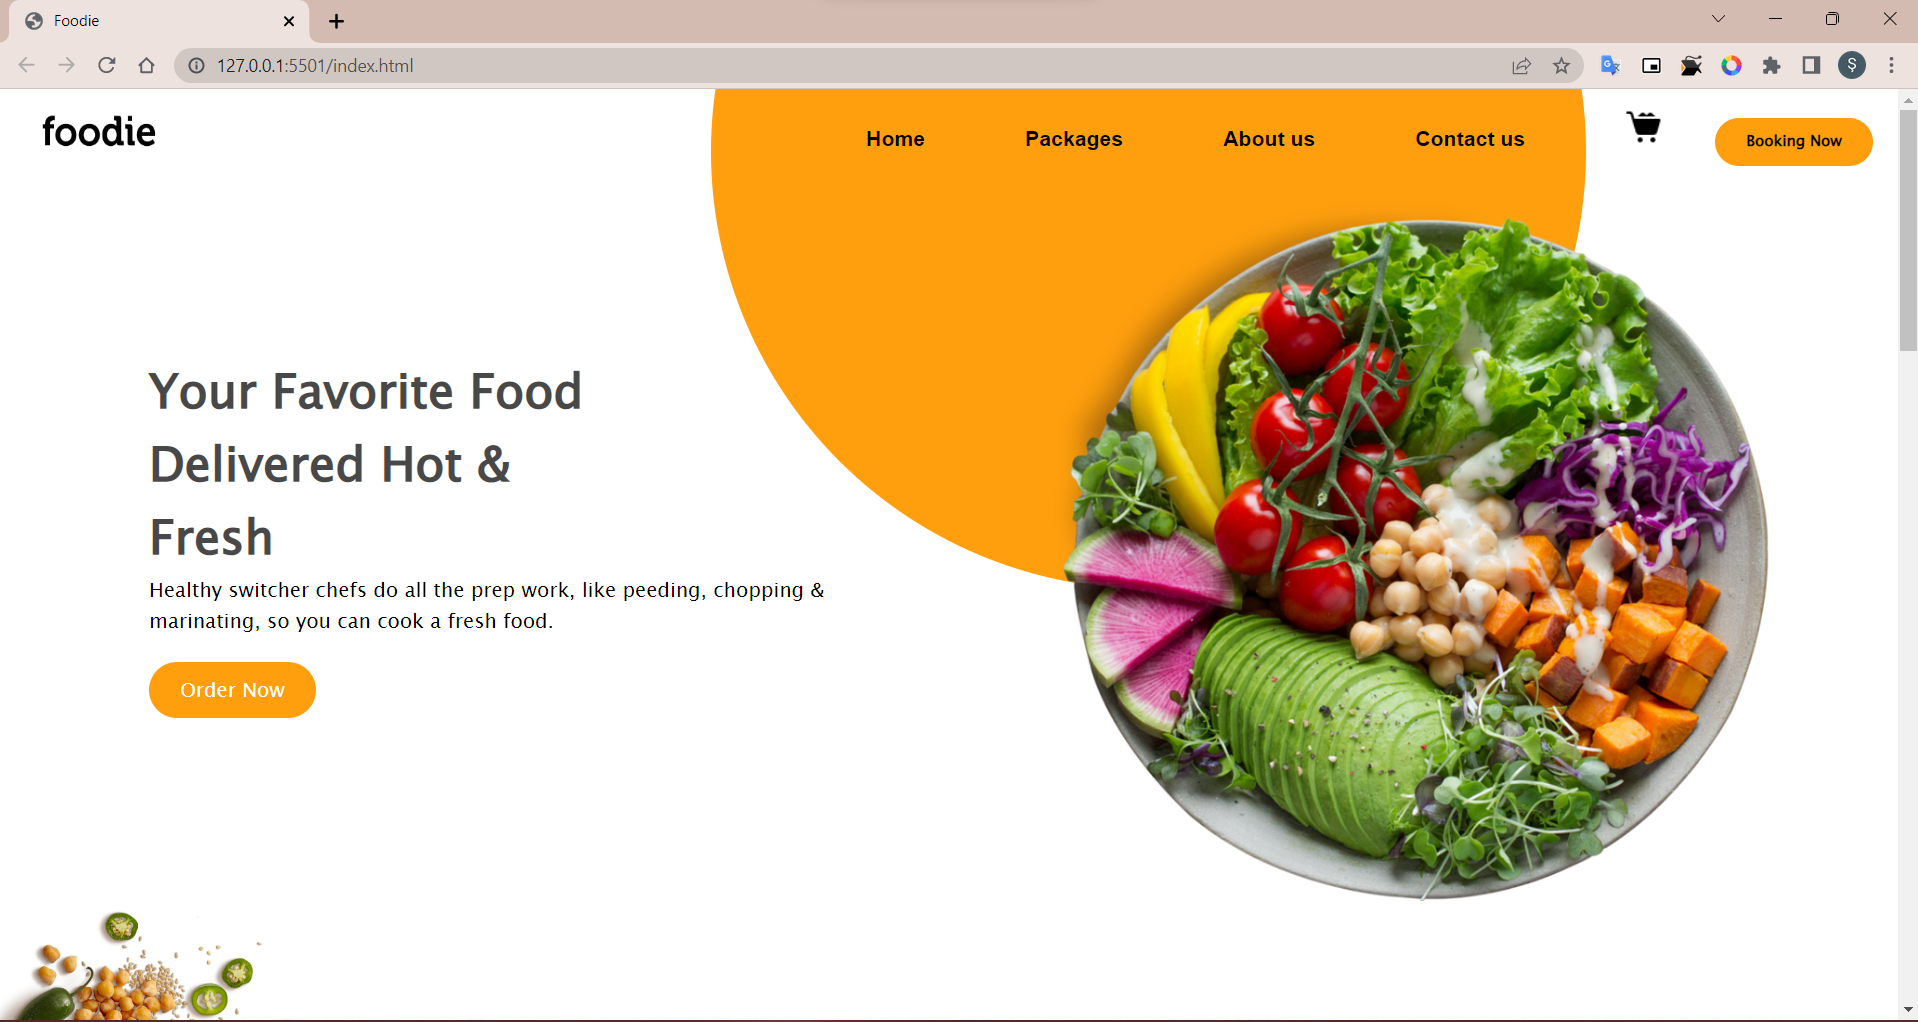 Foodie
127.0.0.1:5501/index.html
foodie
Home
Packages
About us
Contact us
Booking Now
Your Favorite Food
Delivered Hot &
Fresh
Healthy switcher chefs do all the prep work, like peeding, chopping &
marinating, so you can cook a fresh food.
Order Now